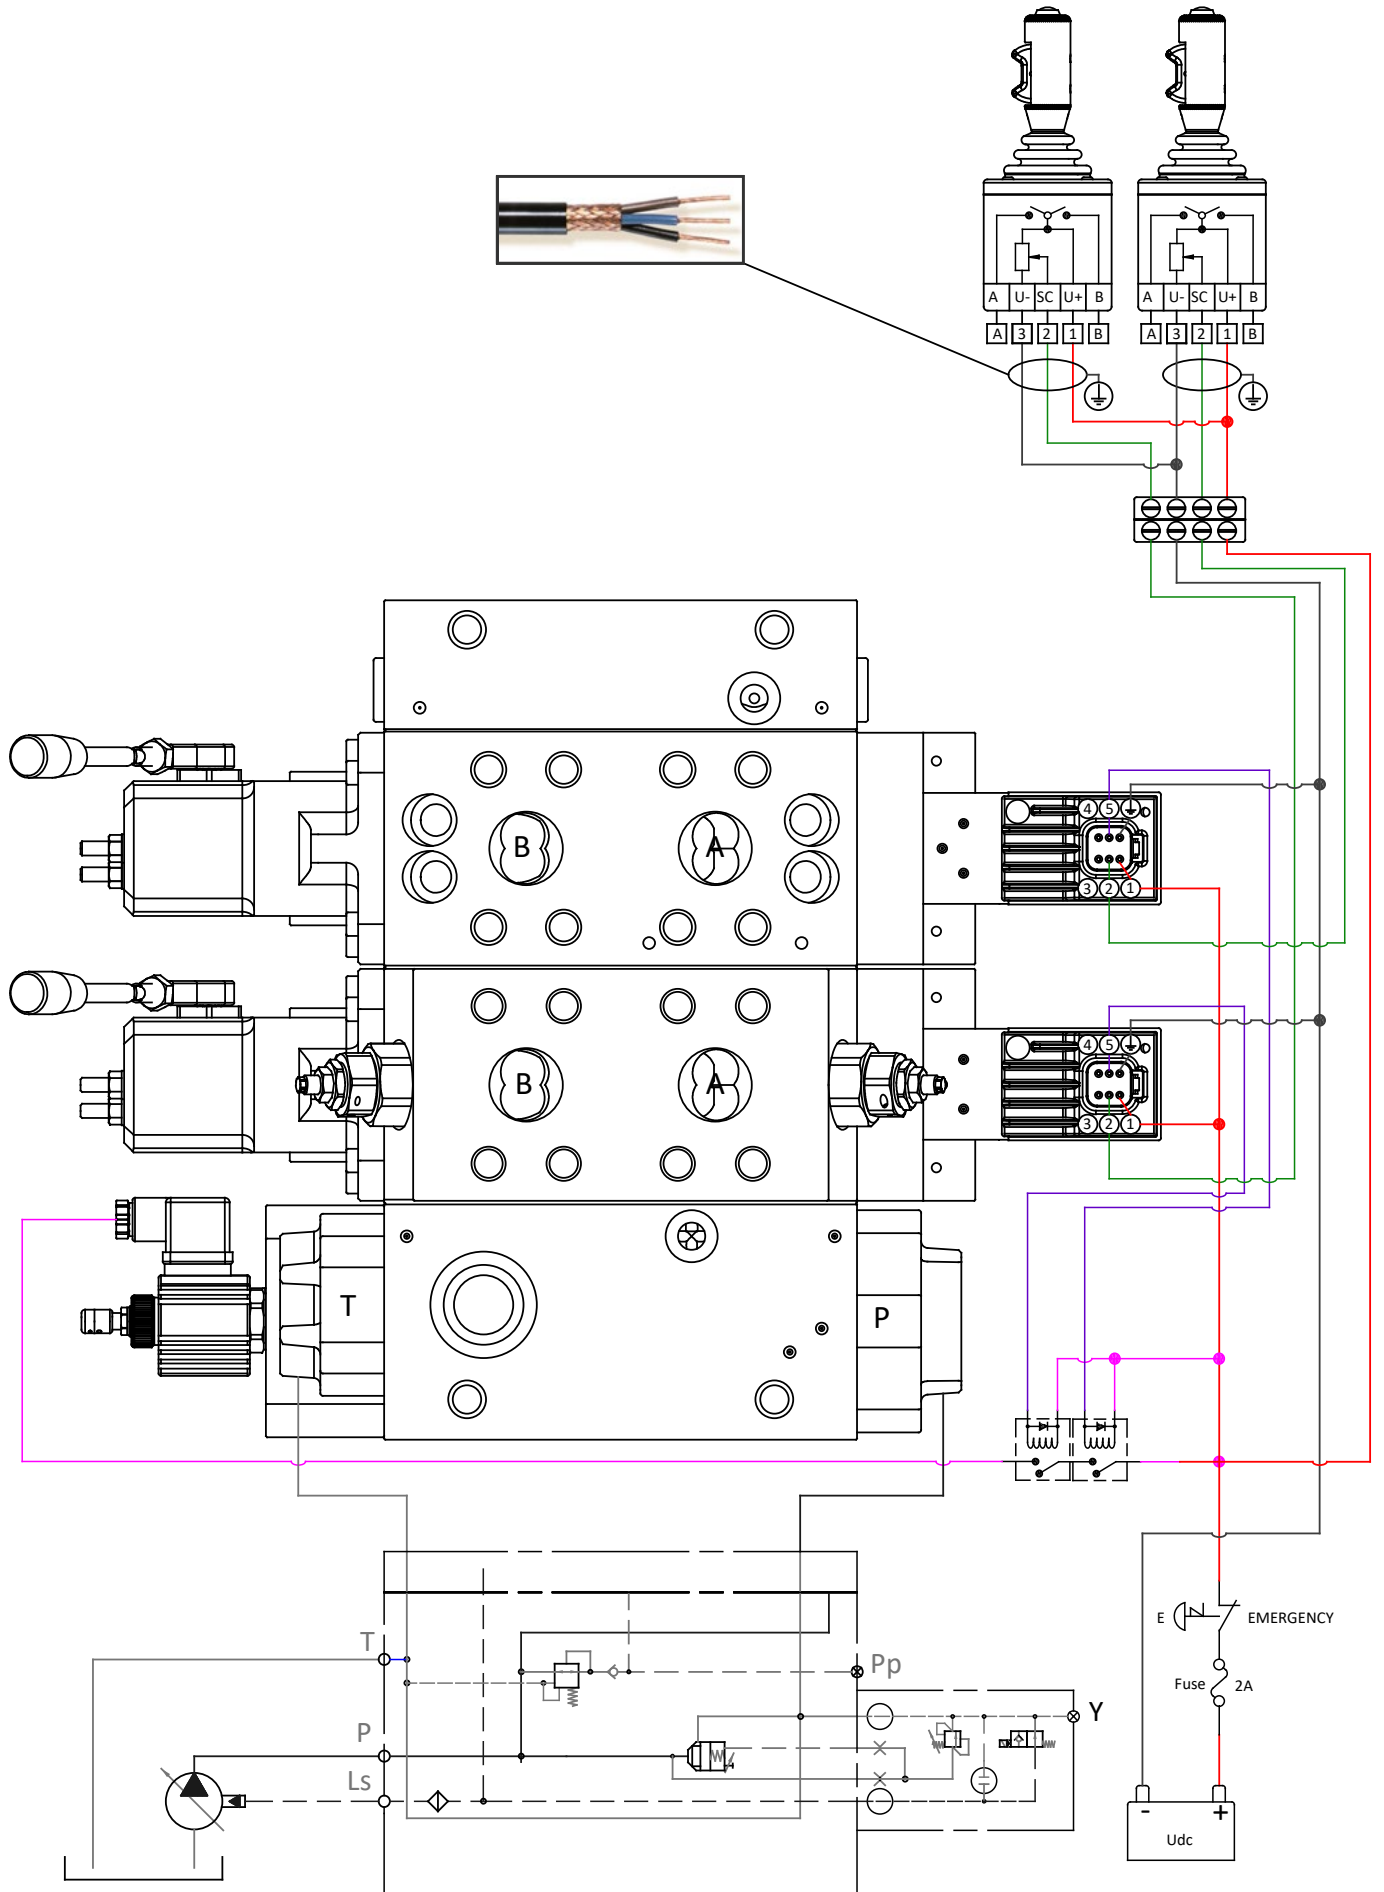 A U- SC U+ B
A U- SC U+ B
A 3 2 1 B
A 3 2 1 B
4 5
B A
3 2 1
4 5
B A
3 2 1
T P
E EMERGENCY
T
Pp
Fuse 2A
Y
P
Ls
- +
Udc